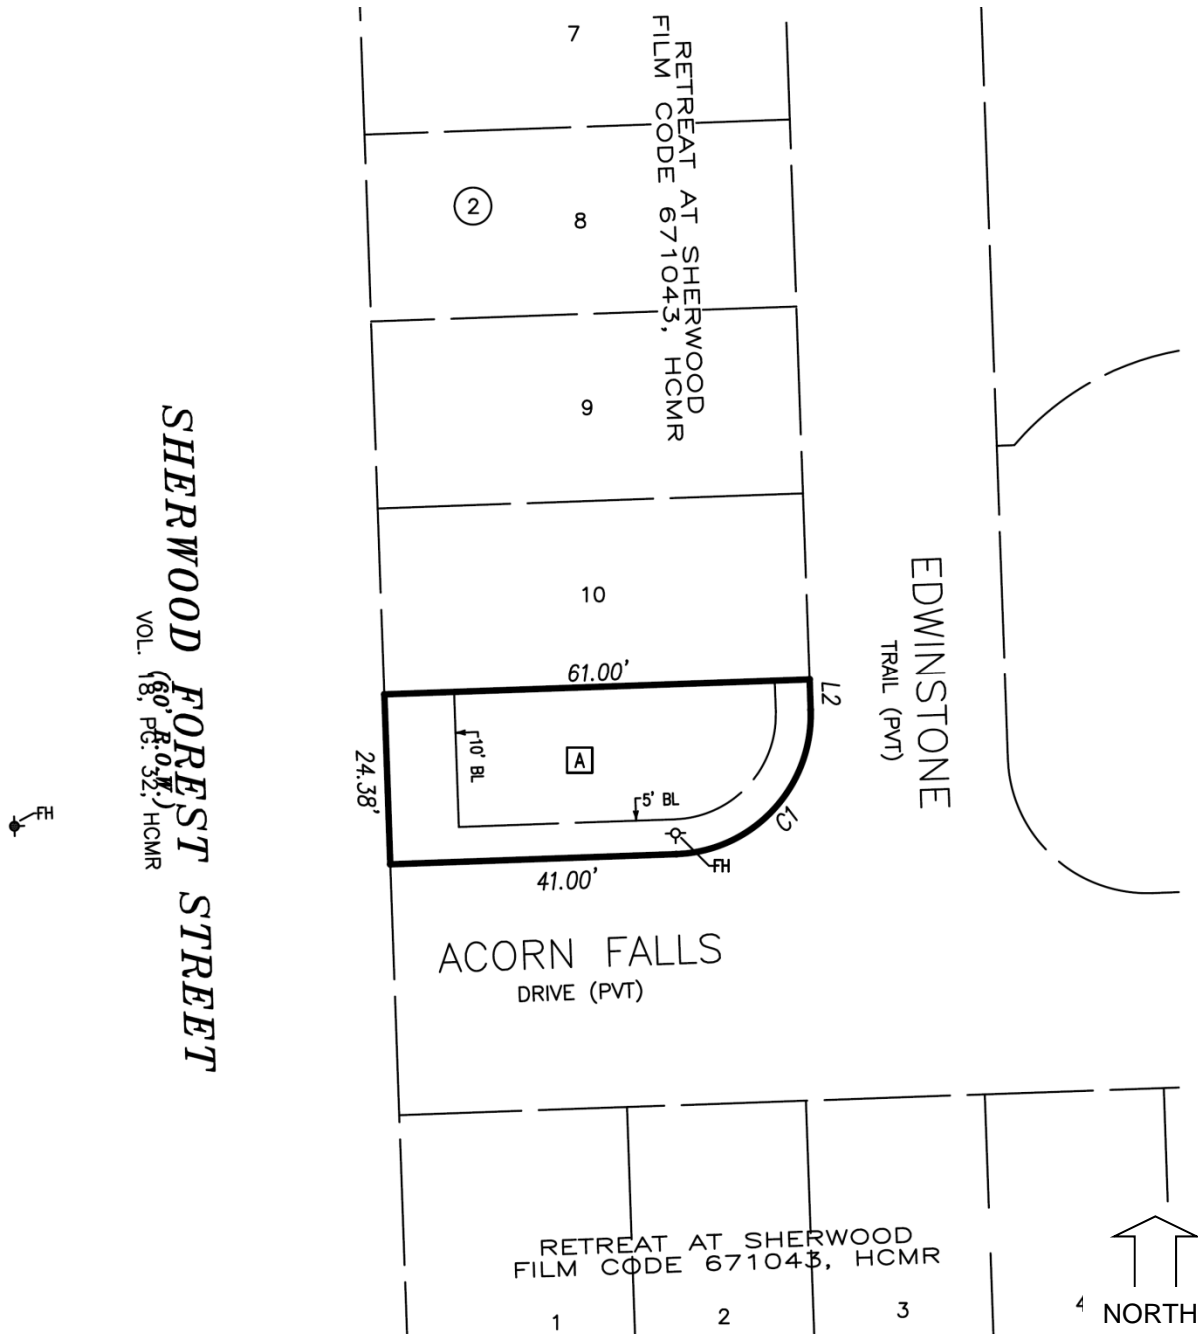 7
RETREAT AT SHERWOOD
FILM CODE 671043, HCMR
2
8
9
10
SHERWOOD FOREST STREET
(60' R.O.W.)
VOL. 18, PG. 32, HCMR
FH
61.00'
L2
24.38'
10' BL
A
5' BL
C1
FH
41.00'
EDWINSTONE
TRAIL (PVT)
ACORN FALLS
DRIVE (PVT)
RETREAT AT SHERWOOD
FILM CODE 671043, HCMR
1
2
3
4
NORTH